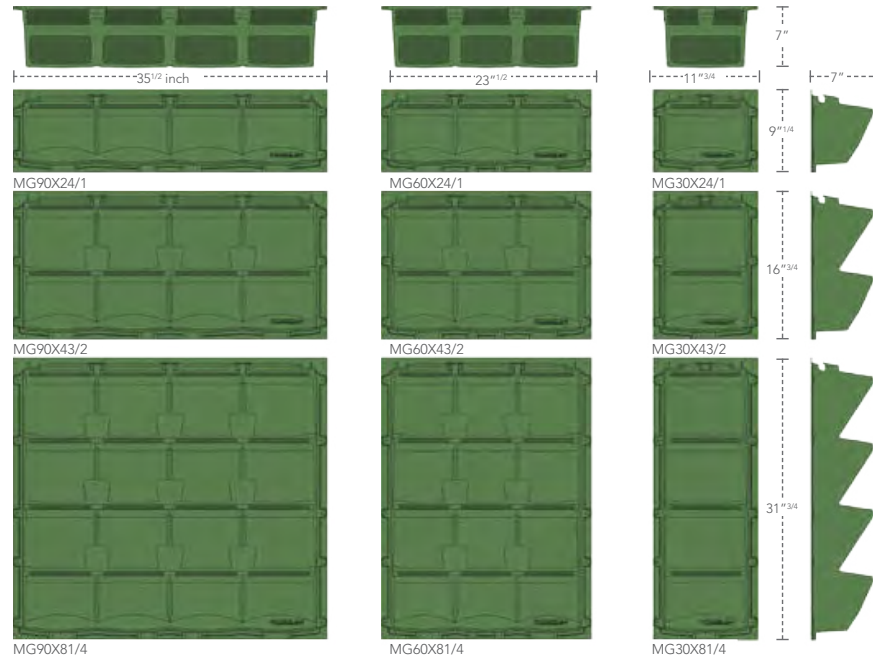 7"
35 1/2 inch
23" 1/2
11" 3/4
7"
9" 1/4
MG90X24/1
MG60X24/1
MG30X24/1
16" 3/4
MG90X43/2
MG60X43/2
MG30X43/2
31" 3/4
MG90X81/4
MG60X81/4
MG30X81/4